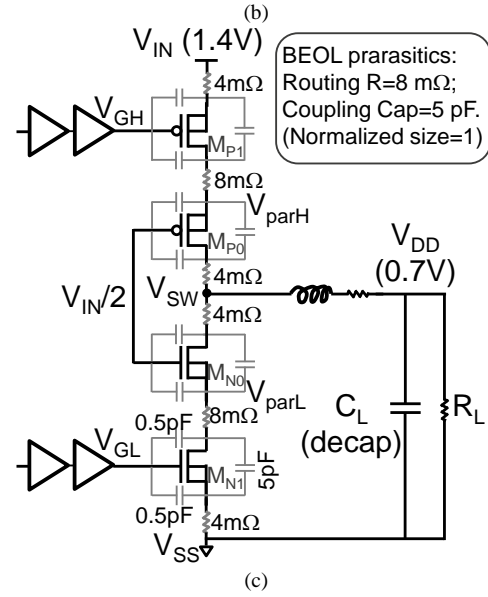 (b)
V_IN (1.4V)
BEOL prarasitics:
Routing R=8 mΩ;
Coupling Cap=5 pF.
(Normalized size=1)
4mΩ
V_GH
M_P1
8mΩ
V_parH
M_P0
V_DD
(0.7V)
4mΩ
V_SW
4mΩ
V_IN/2
M_N0
V_parL
0.5pF
8mΩ
C_L
(decap)
R_L
V_GL
M_N1
5pF
0.5pF
4mΩ
V_SS
(c)